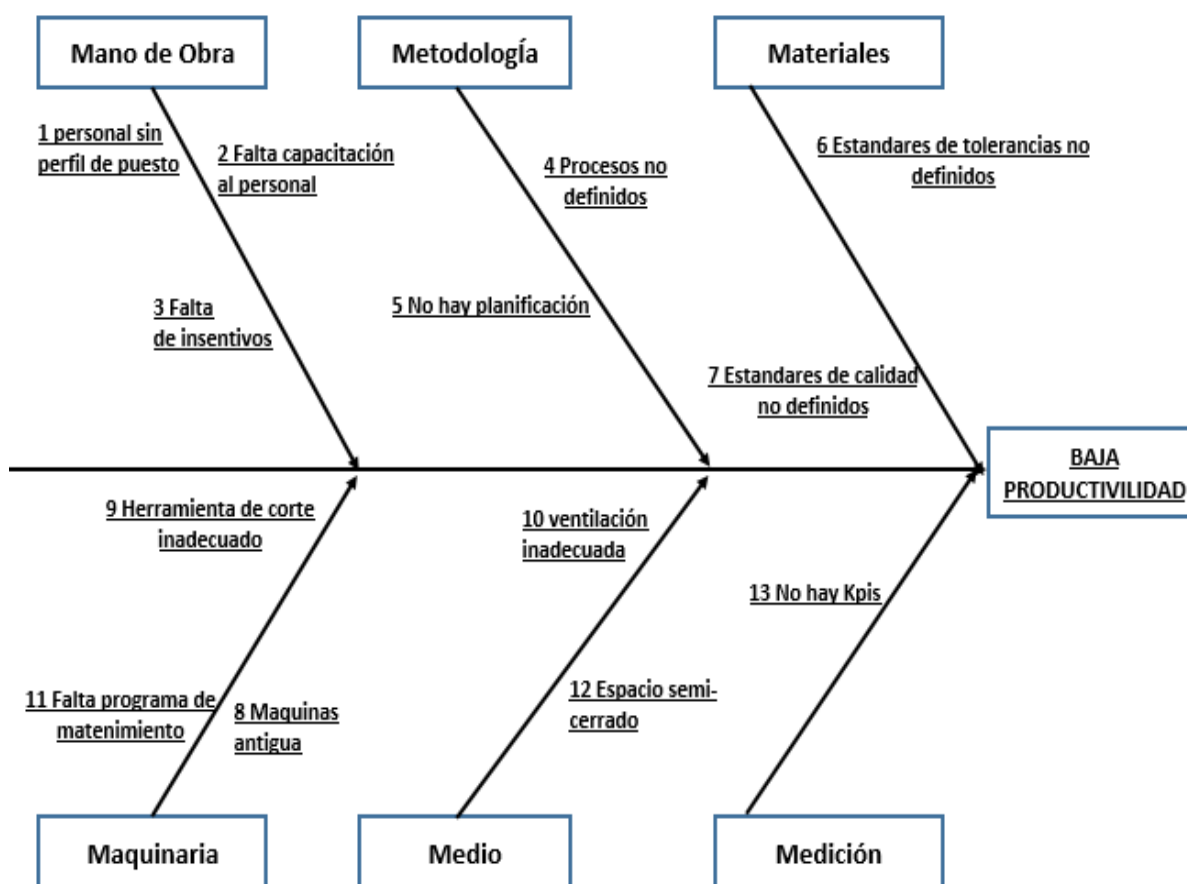 Mano de Obra
Metodología
Materiales
1 personal sin
perfil de puesto
2 Falta capacitación
al personal
3 Falta
de insentivos
4 Procesos no
definidos
5 No hay planificación
6 Estandares de tolerancias no
definidos
7 Estandares de calidad
no definidos
BAJA
PRODUCTIVILIDAD
9 Herramienta de corte
inadecuado
11 Falta programa de
matenimiento
8 Maquinas
antigua
10 ventilación
inadecuada
12 Espacio semi-
cerrado
13 No hay Kpis
Maquinaria
Medio
Medición